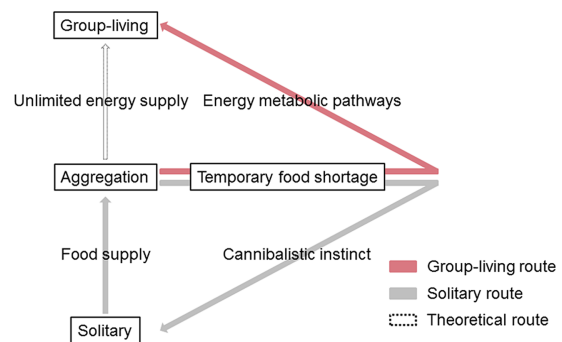 Group-living
Unlimited energy supply
Energy metabolic pathways
Aggregation
Temporary food shortage
Food supply
Cannibalistic instinct
Group-living route
Solitary route
Theoretical route
Solitary